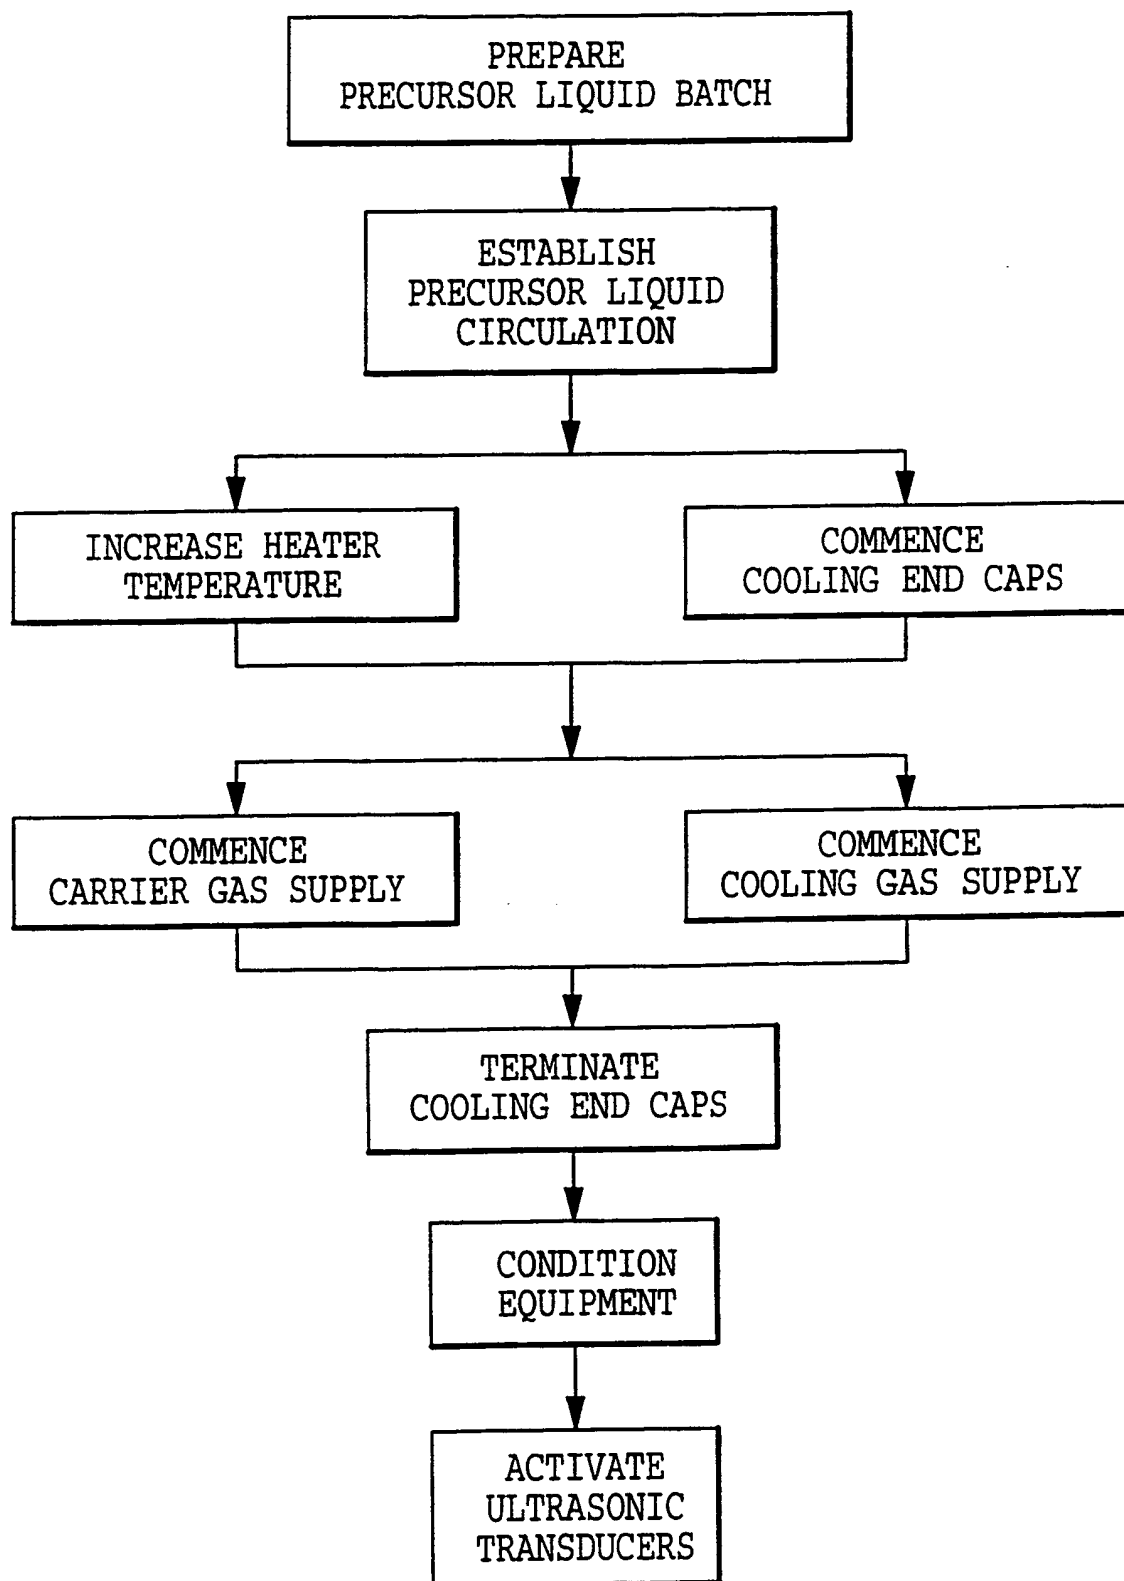 PREPARE
PRECURSOR LIQUID BATCH
ESTABLISH
PRECURSOR LIQUID
CIRCULATION
INCREASE HEATER
TEMPERATURE
COMMENCE
COOLING END CAPS
COMMENCE
CARRIER GAS SUPPLY
COMMENCE
COOLING GAS SUPPLY
TERMINATE
COOLING END CAPS
CONDITION
EQUIPMENT
ACTIVATE
ULTRASONIC
TRANSDUCERS